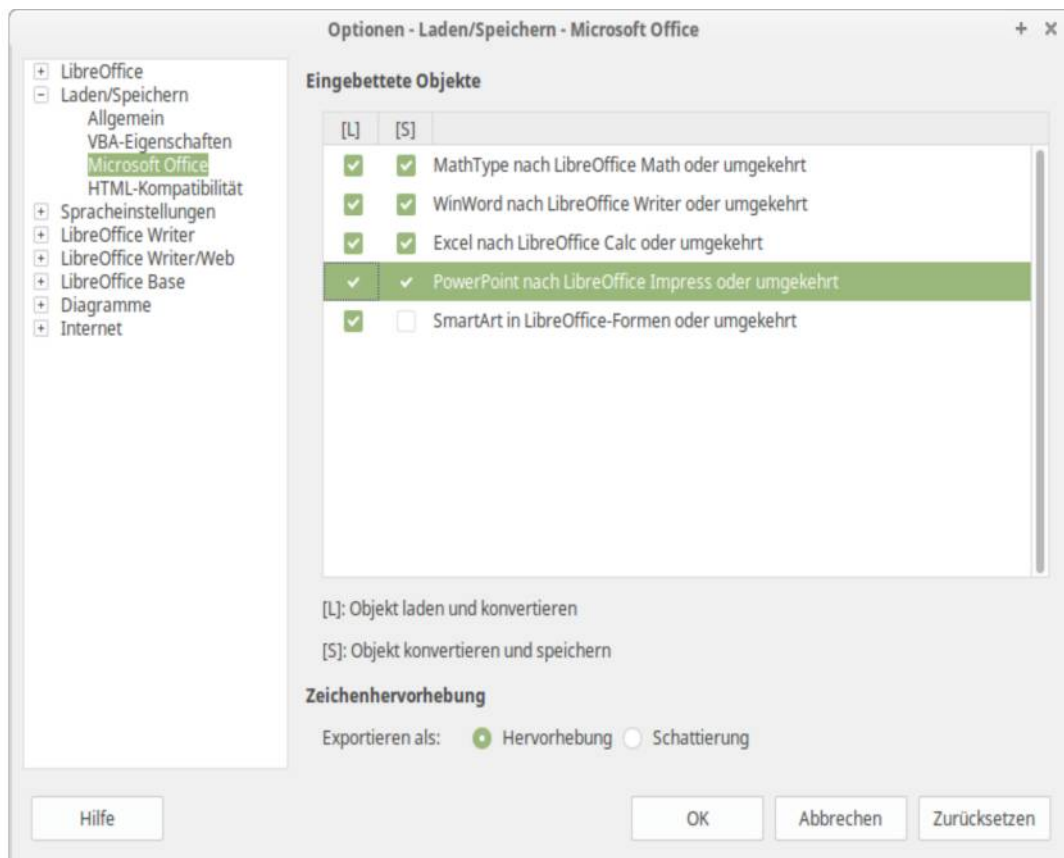 Optionen - Laden/Speichern - Microsoft Office
LibreOffice
Laden/Speichern
Allgemein
VBA-Eigenschaften
Microsoft Office
HTML-Kompatibilität
Spracheinstellungen
LibreOffice Writer
LibreOffice Writer/Web
LibreOffice Base
Diagramme
Internet
Eingebettete Objekte
[L] [S]
MathType nach LibreOffice Math oder umgekehrt
WinWord nach LibreOffice Writer oder umgekehrt
Excel nach LibreOffice Calc oder umgekehrt
PowerPoint nach LibreOffice Impress oder umgekehrt
SmartArt in LibreOffice-Formen oder umgekehrt
[L]: Objekt laden und konvertieren
[S]: Objekt konvertieren und speichern
Zeichenhervorhebung
Exportieren als: Hervorhebung Schattierung
Hilfe OK Abbrechen Zurücksetzen